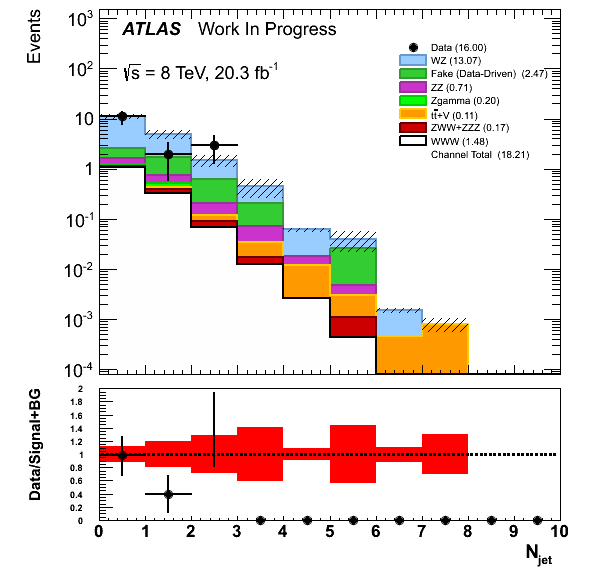 Events
ATLAS Work In Progress
√s = 8 TeV, 20.3 fb⁻¹
Data (16.00)
WZ (13.07)
Fake (Data-Driven) (2.47)
ZZ (0.71)
Zgamma (0.20)
tt̄+V (0.11)
ZWW+ZZZ (0.17)
WWW (1.48)
Channel Total (18.21)
10³
10²
10
1
10⁻¹
10⁻²
10⁻³
10⁻⁴
Data/Signal+BG
2
1.8
1.6
1.4
1.2
1
0.8
0.6
0.4
0.2
0
0 1 2 3 4 5 6 7 8 9 10
N_jet